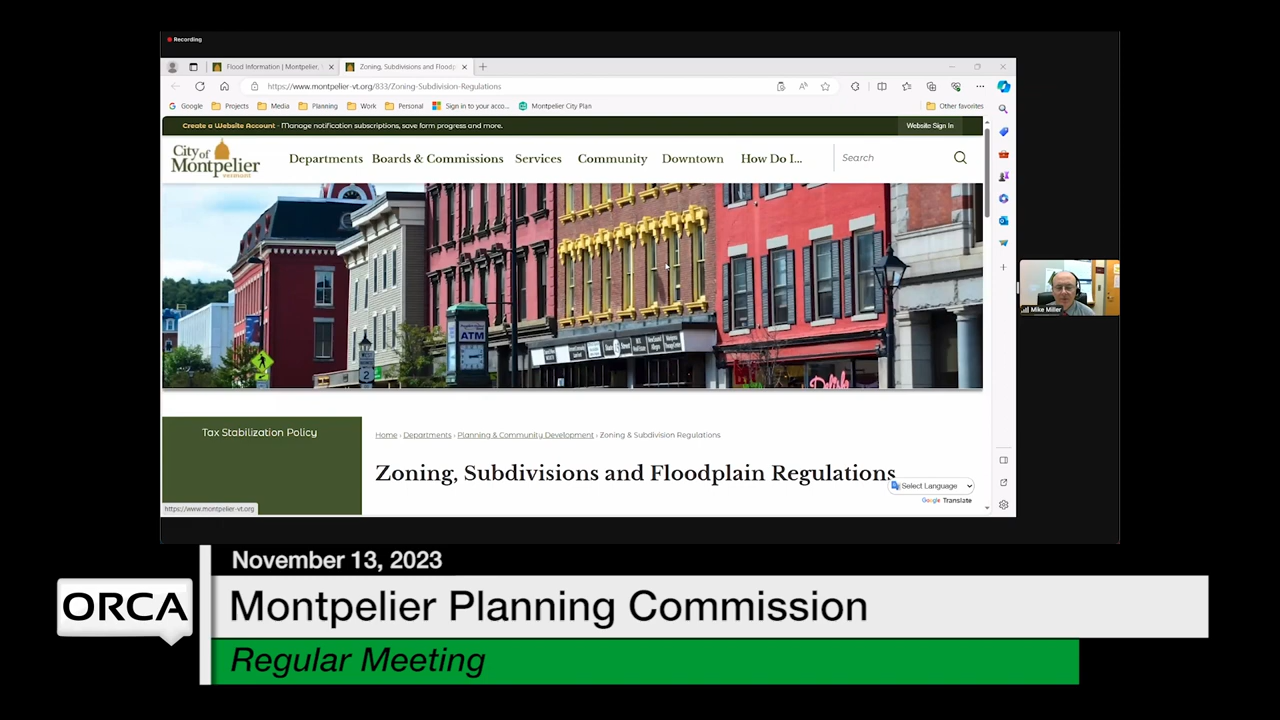 Recording
Flood Information | Montpelier,
Zoning, Subdivisions and Floodp
https://www.montpelier-vt.org/833/Zoning-Subdivision-Regulations
Google Projects Media Planning Work Personal Sign in to your acco... Montpelier City Plan Other favorites
Create a Website Account - Manage notification subscriptions, save form progress and more. Website Sign In
City of
Montpelier
Departments Boards & Commissions Services Community Downtown How Do I... Search
ATM
2
Delish
Mike Miller
Tax Stabilization Policy
Home › Departments › Planning & Community Development › Zoning & Subdivision Regulations
Zoning, Subdivisions and Floodplain Regulations
Select Language
Google Translate
https://www.montpelier-vt.org
November 13, 2023
ORCA
Montpelier Planning Commission
Regular Meeting